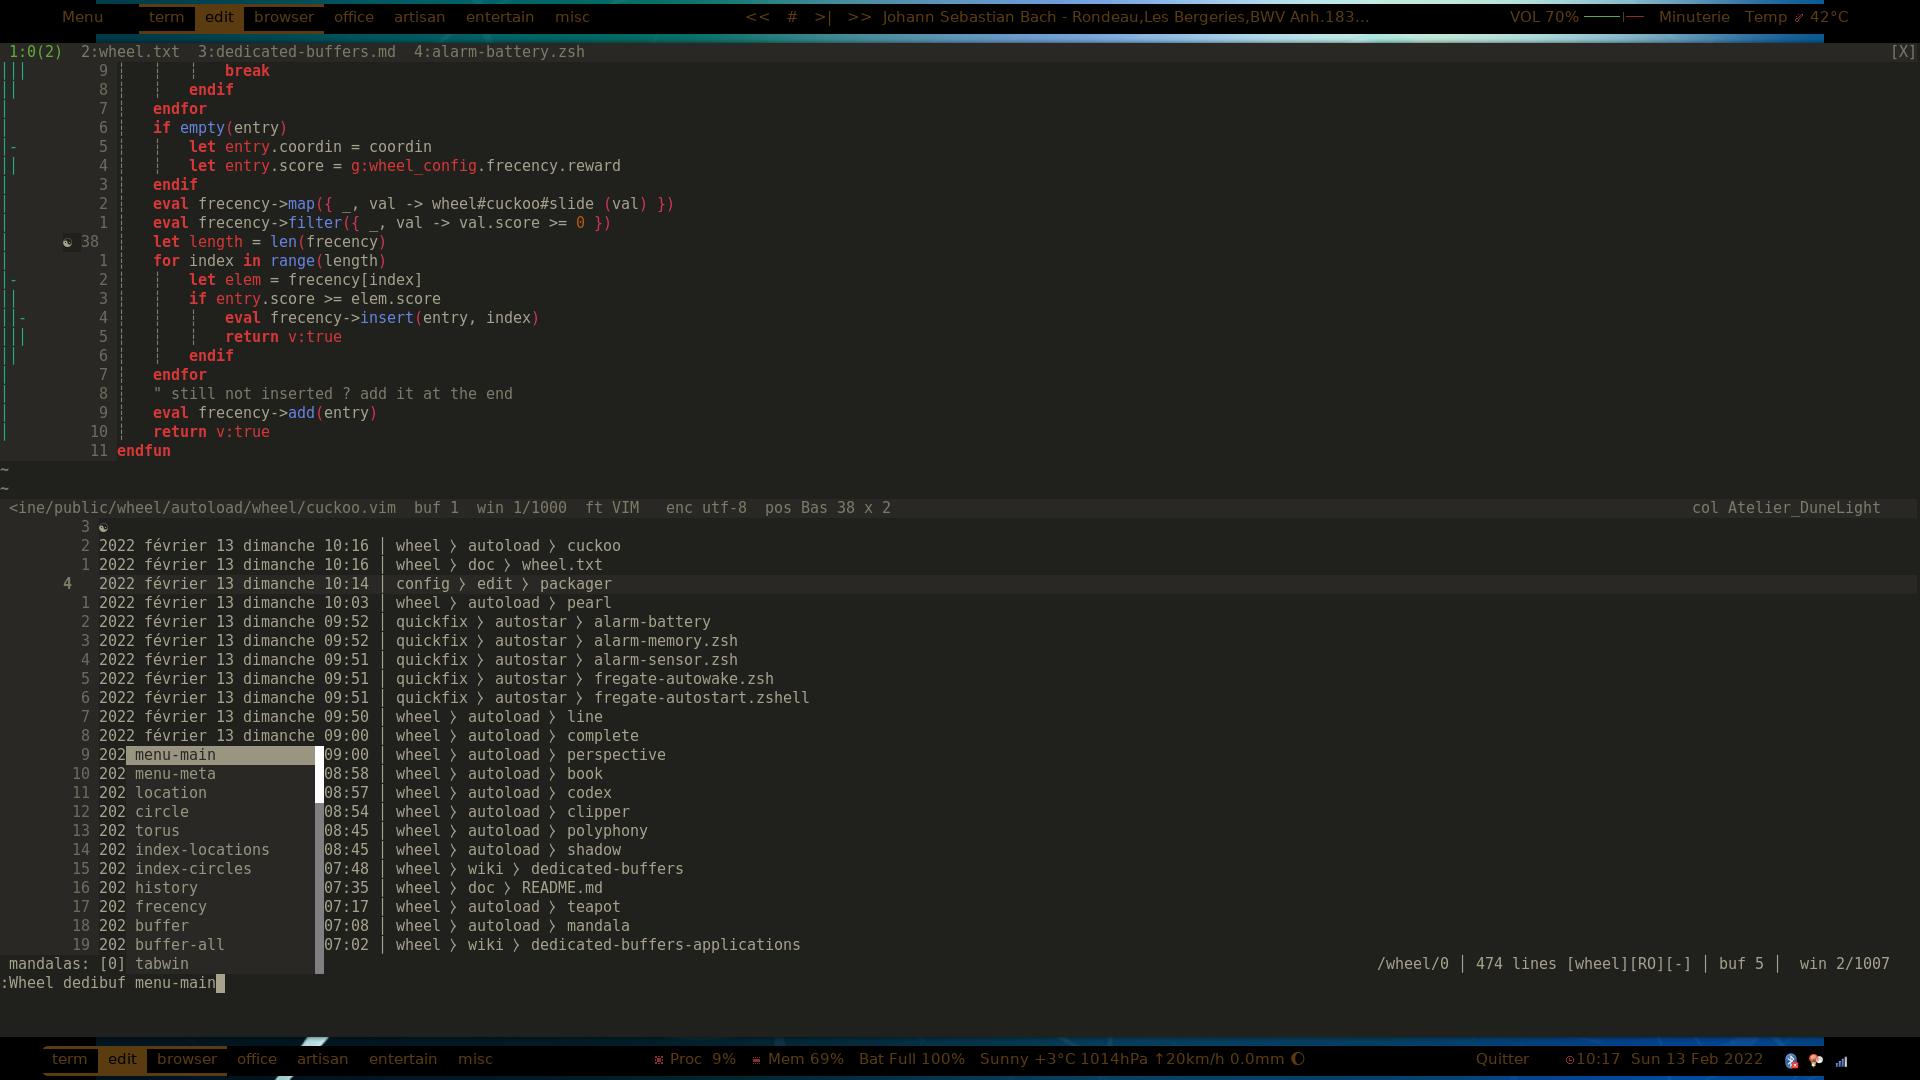 Menu term edit browser office artisan entertain misc << # >| >> Johann Sebastian Bach - Rondeau,Les Bergeries,BWV Anh.183... VOL 70% Minuterie Temp 42°C
1:0(2) 2:wheel.txt 3:dedicated-buffers.md 4:alarm-battery.zsh [X]
9 break
8 endif
7 endfor
6 if empty(entry)
5 let entry.coordin = coordin
4 let entry.score = g:wheel_config.frecency.reward
3 endif
2 eval frecency->map({ _, val -> wheel#cuckoo#slide (val) })
1 eval frecency->filter({ _, val -> val.score >= 0 })
☯ 38 let length = len(frecency)
1 for index in range(length)
2 let elem = frecency[index]
3 if entry.score >= elem.score
4 eval frecency->insert(entry, index)
5 return v:true
6 endif
7 endfor
8 " still not inserted ? add it at the end
9 eval frecency->add(entry)
10 return v:true
11 endfun
~
~
<ine/public/wheel/autoload/wheel/cuckoo.vim buf 1 win 1/1000 ft VIM enc utf-8 pos Bas 38 x 2 col Atelier_DuneLight
3 ☯
2 2022 février 13 dimanche 10:16 │ wheel 〉 autoload 〉 cuckoo
1 2022 février 13 dimanche 10:16 │ wheel 〉 doc 〉 wheel.txt
4 2022 février 13 dimanche 10:14 │ config 〉 edit 〉 packager
1 2022 février 13 dimanche 10:03 │ wheel 〉 autoload 〉 pearl
2 2022 février 13 dimanche 09:52 │ quickfix 〉 autostar 〉 alarm-battery
3 2022 février 13 dimanche 09:52 │ quickfix 〉 autostar 〉 alarm-memory.zsh
4 2022 février 13 dimanche 09:51 │ quickfix 〉 autostar 〉 alarm-sensor.zsh
5 2022 février 13 dimanche 09:51 │ quickfix 〉 autostar 〉 fregate-autowake.zsh
6 2022 février 13 dimanche 09:51 │ quickfix 〉 autostar 〉 fregate-autostart.zshell
7 2022 février 13 dimanche 09:50 │ wheel 〉 autoload 〉 line
8 2022 février 13 dimanche 09:00 │ wheel 〉 autoload 〉 complete
9 202 menu-main 09:00 │ wheel 〉 autoload 〉 perspective
10 202 menu-meta 08:58 │ wheel 〉 autoload 〉 book
11 202 location 08:57 │ wheel 〉 autoload 〉 codex
12 202 circle 08:54 │ wheel 〉 autoload 〉 clipper
13 202 torus 08:45 │ wheel 〉 autoload 〉 polyphony
14 202 index-locations 08:45 │ wheel 〉 autoload 〉 shadow
15 202 index-circles 07:48 │ wheel 〉 wiki 〉 dedicated-buffers
16 202 history 07:35 │ wheel 〉 doc 〉 README.md
17 202 frecency 07:17 │ wheel 〉 autoload 〉 teapot
18 202 buffer 07:08 │ wheel 〉 autoload 〉 mandala
19 202 buffer-all 07:02 │ wheel 〉 wiki 〉 dedicated-buffers-applications
mandalas: [0] tabwin /wheel/0 │ 474 lines [wheel][RO][-] │ buf 5 │ win 2/1007
:Wheel dedibuf menu-main
term edit browser office artisan entertain misc Proc 9% Mem 69% Bat Full 100% Sunny +3°C 1014hPa ↑20km/h 0.0mm Quitter 10:17 Sun 13 Feb 2022